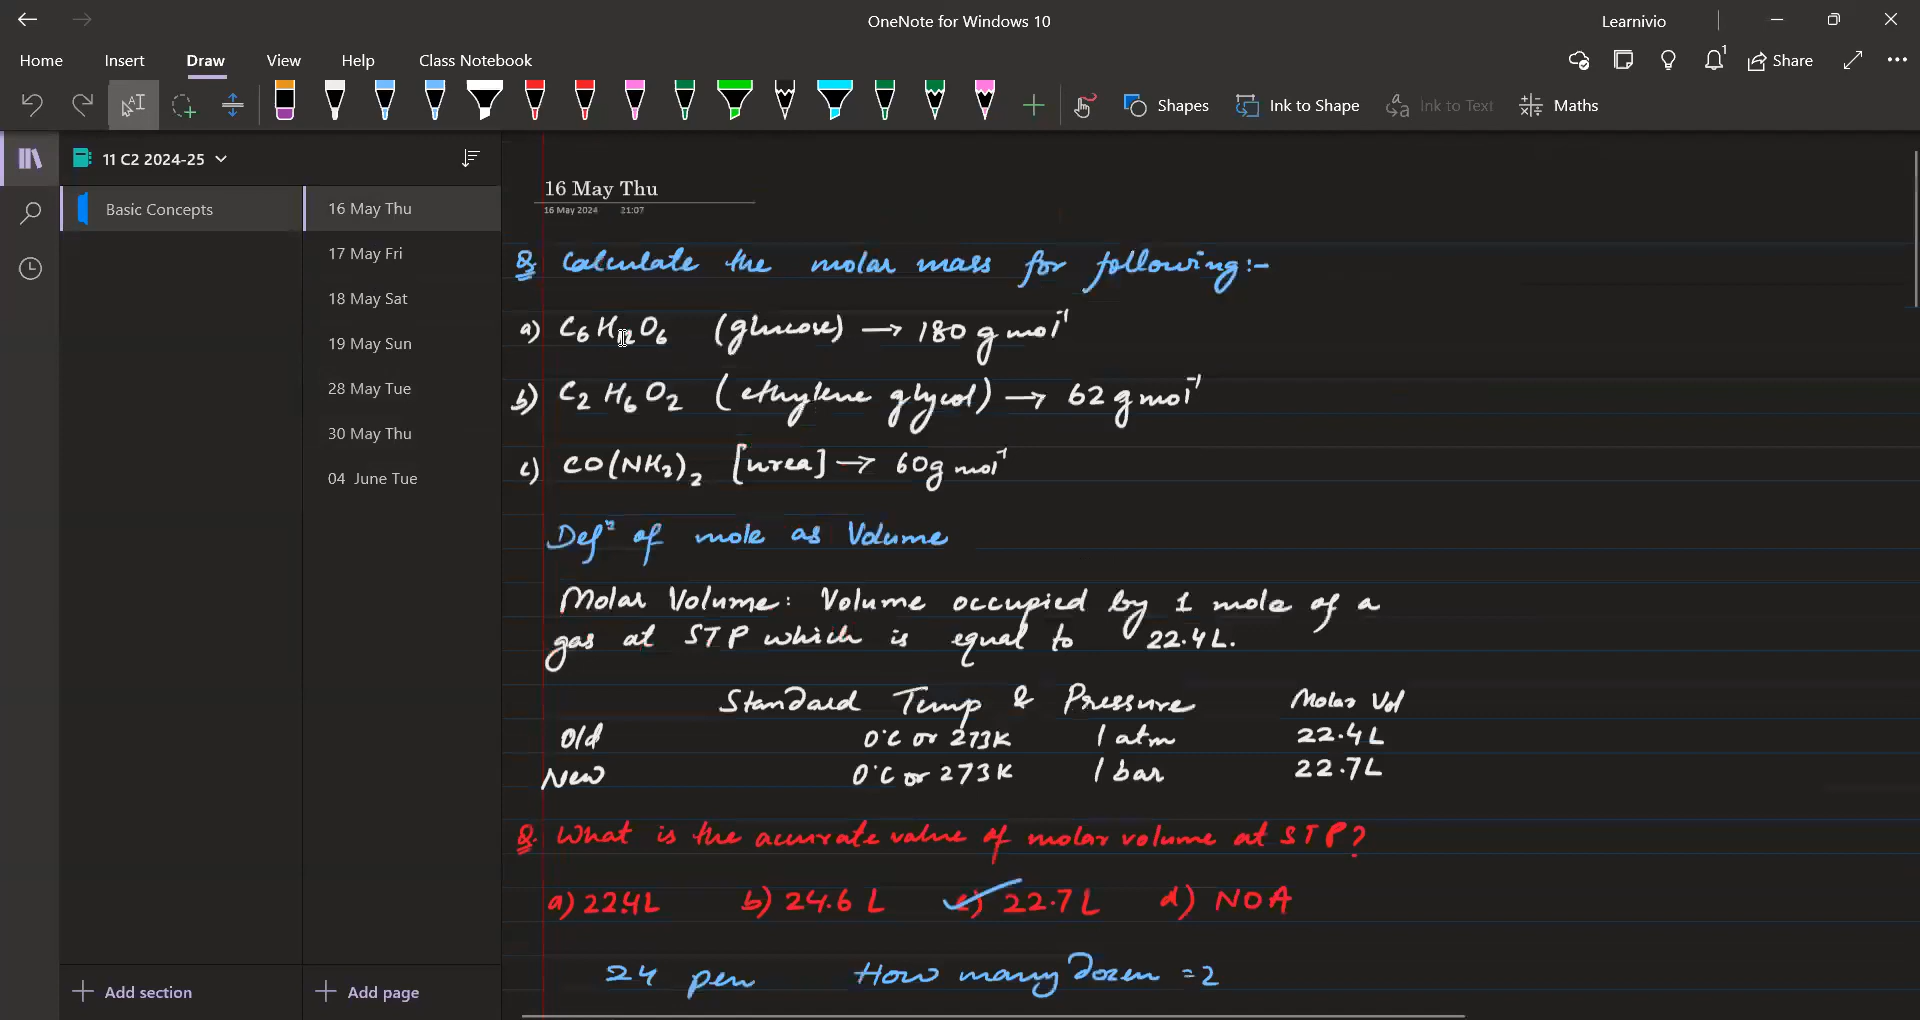 OneNote for Windows 10
Learnivio
Home Insert Draw View Help Class Notebook
1
Share
Shapes
Ink to Shape
Ink to Text
Maths
11 C2 2024-25
Basic Concepts
16 May Thu
17 May Fri
18 May Sat
19 May Sun
28 May Tue
30 May Thu
04 June Tue
Add section
Add page
16 May Thu
16 May 2024 21:07
Q Calculate the molar mass for following:-
a) C₆H₁₂O₆ (glucose) → 180 g mol⁻¹
b) C₂H₆O₂ (ethylene glycol) → 62 g mol⁻¹
c) CO(NH₂)₂ [urea] → 60g mol⁻¹
Defⁿ of mole as Volume
Molar Volume: Volume occupied by 1 mole of a
gas at STP which is equal to 22.4L.
Standard Temp & Pressure Molar Vol
Old 0°C or 273K 1 atm 22.4L
New 0°C or 273K 1 bar 22.7L
Q. What is the accurate value of molar volume at STP?
a) 22.4L b) 24.6 L c) 22.7L d) NOA
24 pen How many dozen = 2